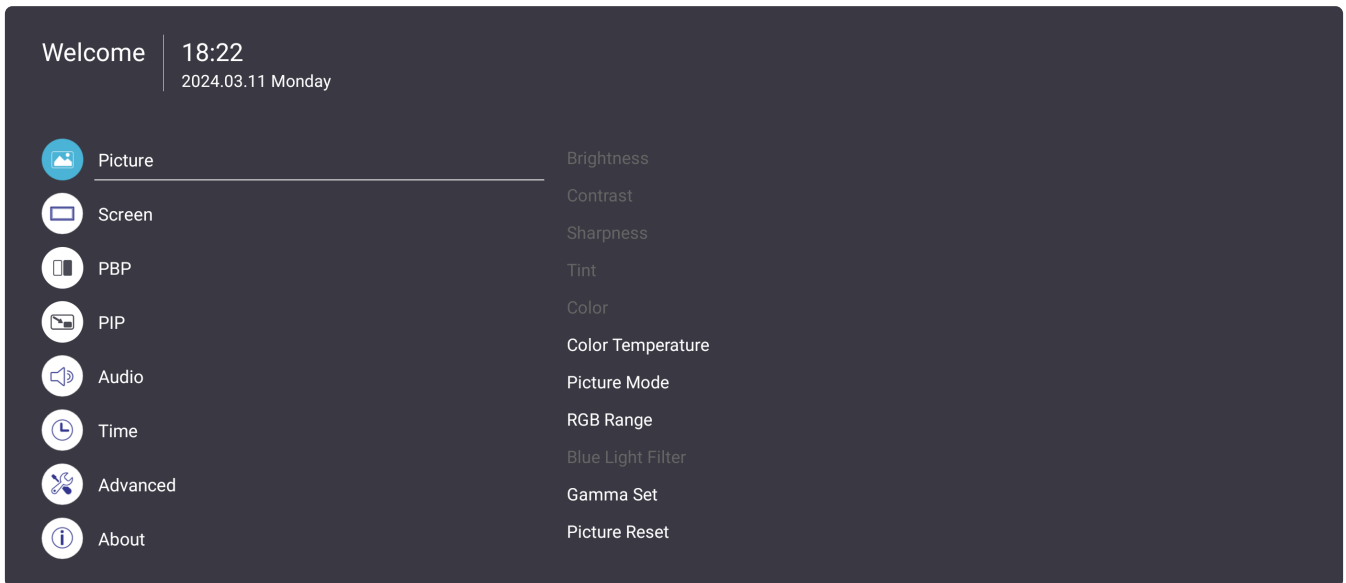 Welcome
18:22
2024.03.11 Monday
Picture
Screen
PBP
PIP
Audio
Time
Advanced
About
Brightness
Contrast
Sharpness
Tint
Color
Color Temperature
Picture Mode
RGB Range
Blue Light Filter
Gamma Set
Picture Reset